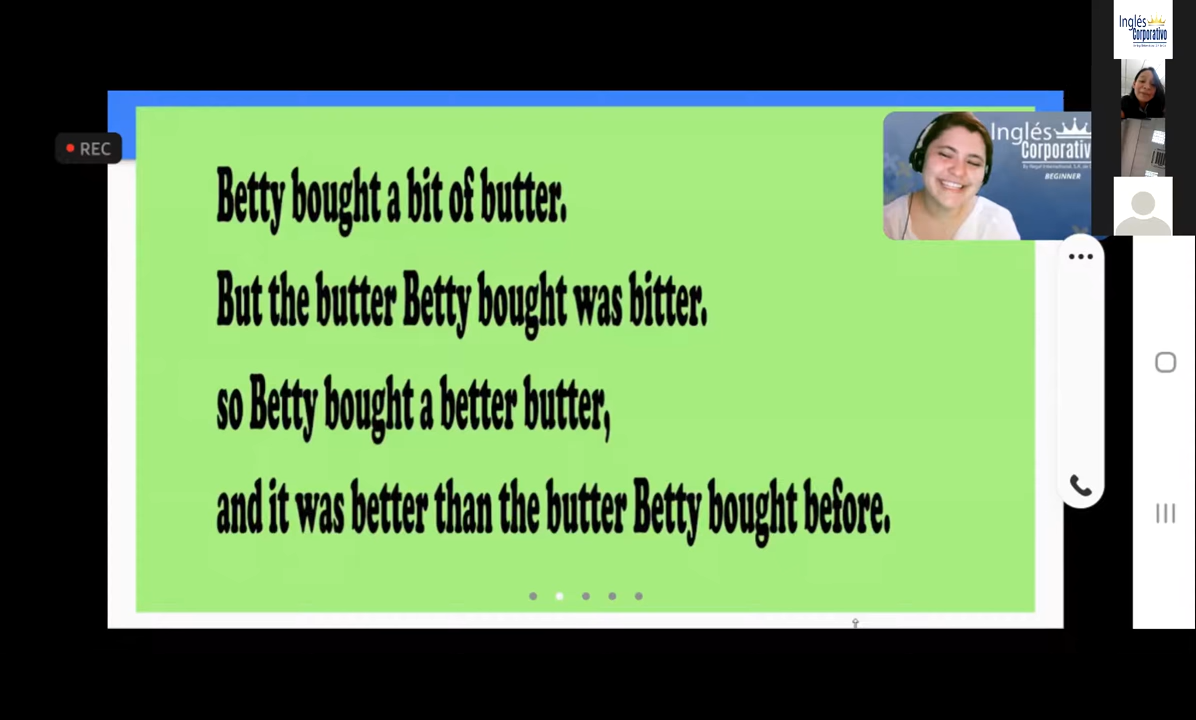 Inglés
Corporativo
REC
Inglés
Corporativ
BEGINNER
Betty bought a bit of butter.
But the butter Betty bought was bitter.
so Betty bought a better butter,
and it was better than the butter Betty bought before.